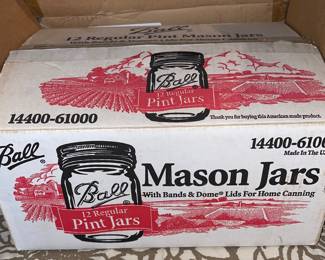 Ball
12 Regular Pint Mason Jars
Ball
12 Regular
Pint Jars
14400-61000
Thank you for buying this American made product.
Ball
Ball
12 Regular
Pint Jars
14400-6100
Made In The U.S
Mason Jars
With Bands & Dome® Lids For Home Canning